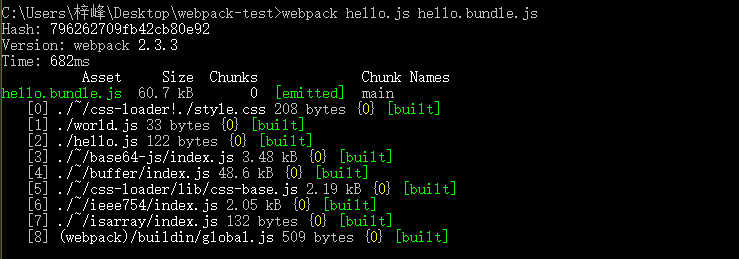 C:\Users\梓峰\Desktop\webpack-test>webpack hello.js hello.bundle.js
Hash: 796262709fb42cb80e92
Version: webpack 2.3.3
Time: 682ms
Asset Size Chunks Chunk Names
hello.bundle.js 60.7 kB 0 [emitted] main
[0] ./~/css-loader!./style.css 208 bytes {0} [built]
[1] ./world.js 33 bytes {0} [built]
[2] ./hello.js 122 bytes {0} [built]
[3] ./~/base64-js/index.js 3.48 kB {0} [built]
[4] ./~/buffer/index.js 48.6 kB {0} [built]
[5] ./~/css-loader/lib/css-base.js 2.19 kB {0} [built]
[6] ./~/ieee754/index.js 2.05 kB {0} [built]
[7] ./~/isarray/index.js 132 bytes {0} [built]
[8] (webpack)/buildin/global.js 509 bytes {0} [built]